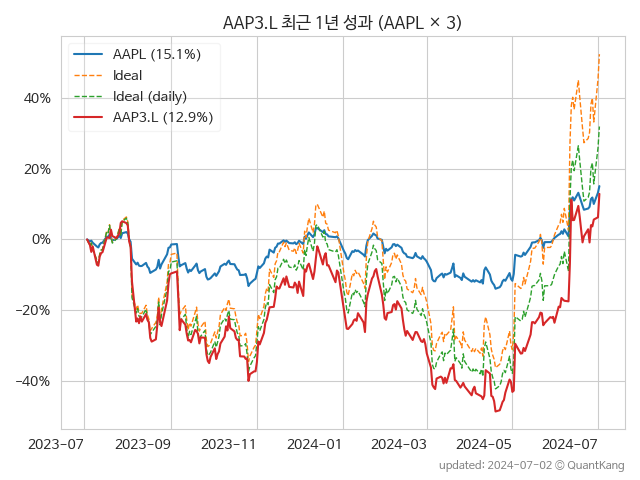 AAP3.L 최근 1년 성과 (AAPL × 3)
AAPL (15.1%)
Ideal
Ideal (daily)
AAP3.L (12.9%)
40%
20%
0%
−20%
−40%
2023-07 2023-09 2023-11 2024-01 2024-03 2024-05 2024-07
updated: 2024-07-02 ⓒ QuantKang